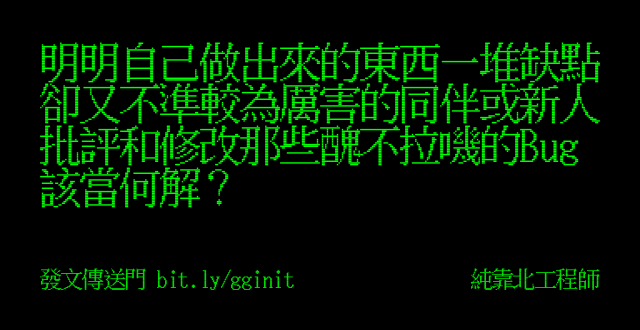 明明自己做出來的東西一堆缺點
卻又不準較為厲害的同伴或新人
批評和修改那些醜不拉嘰的Bug
該當何解？
發文傳送門 bit.ly/gginit
純靠北工程師